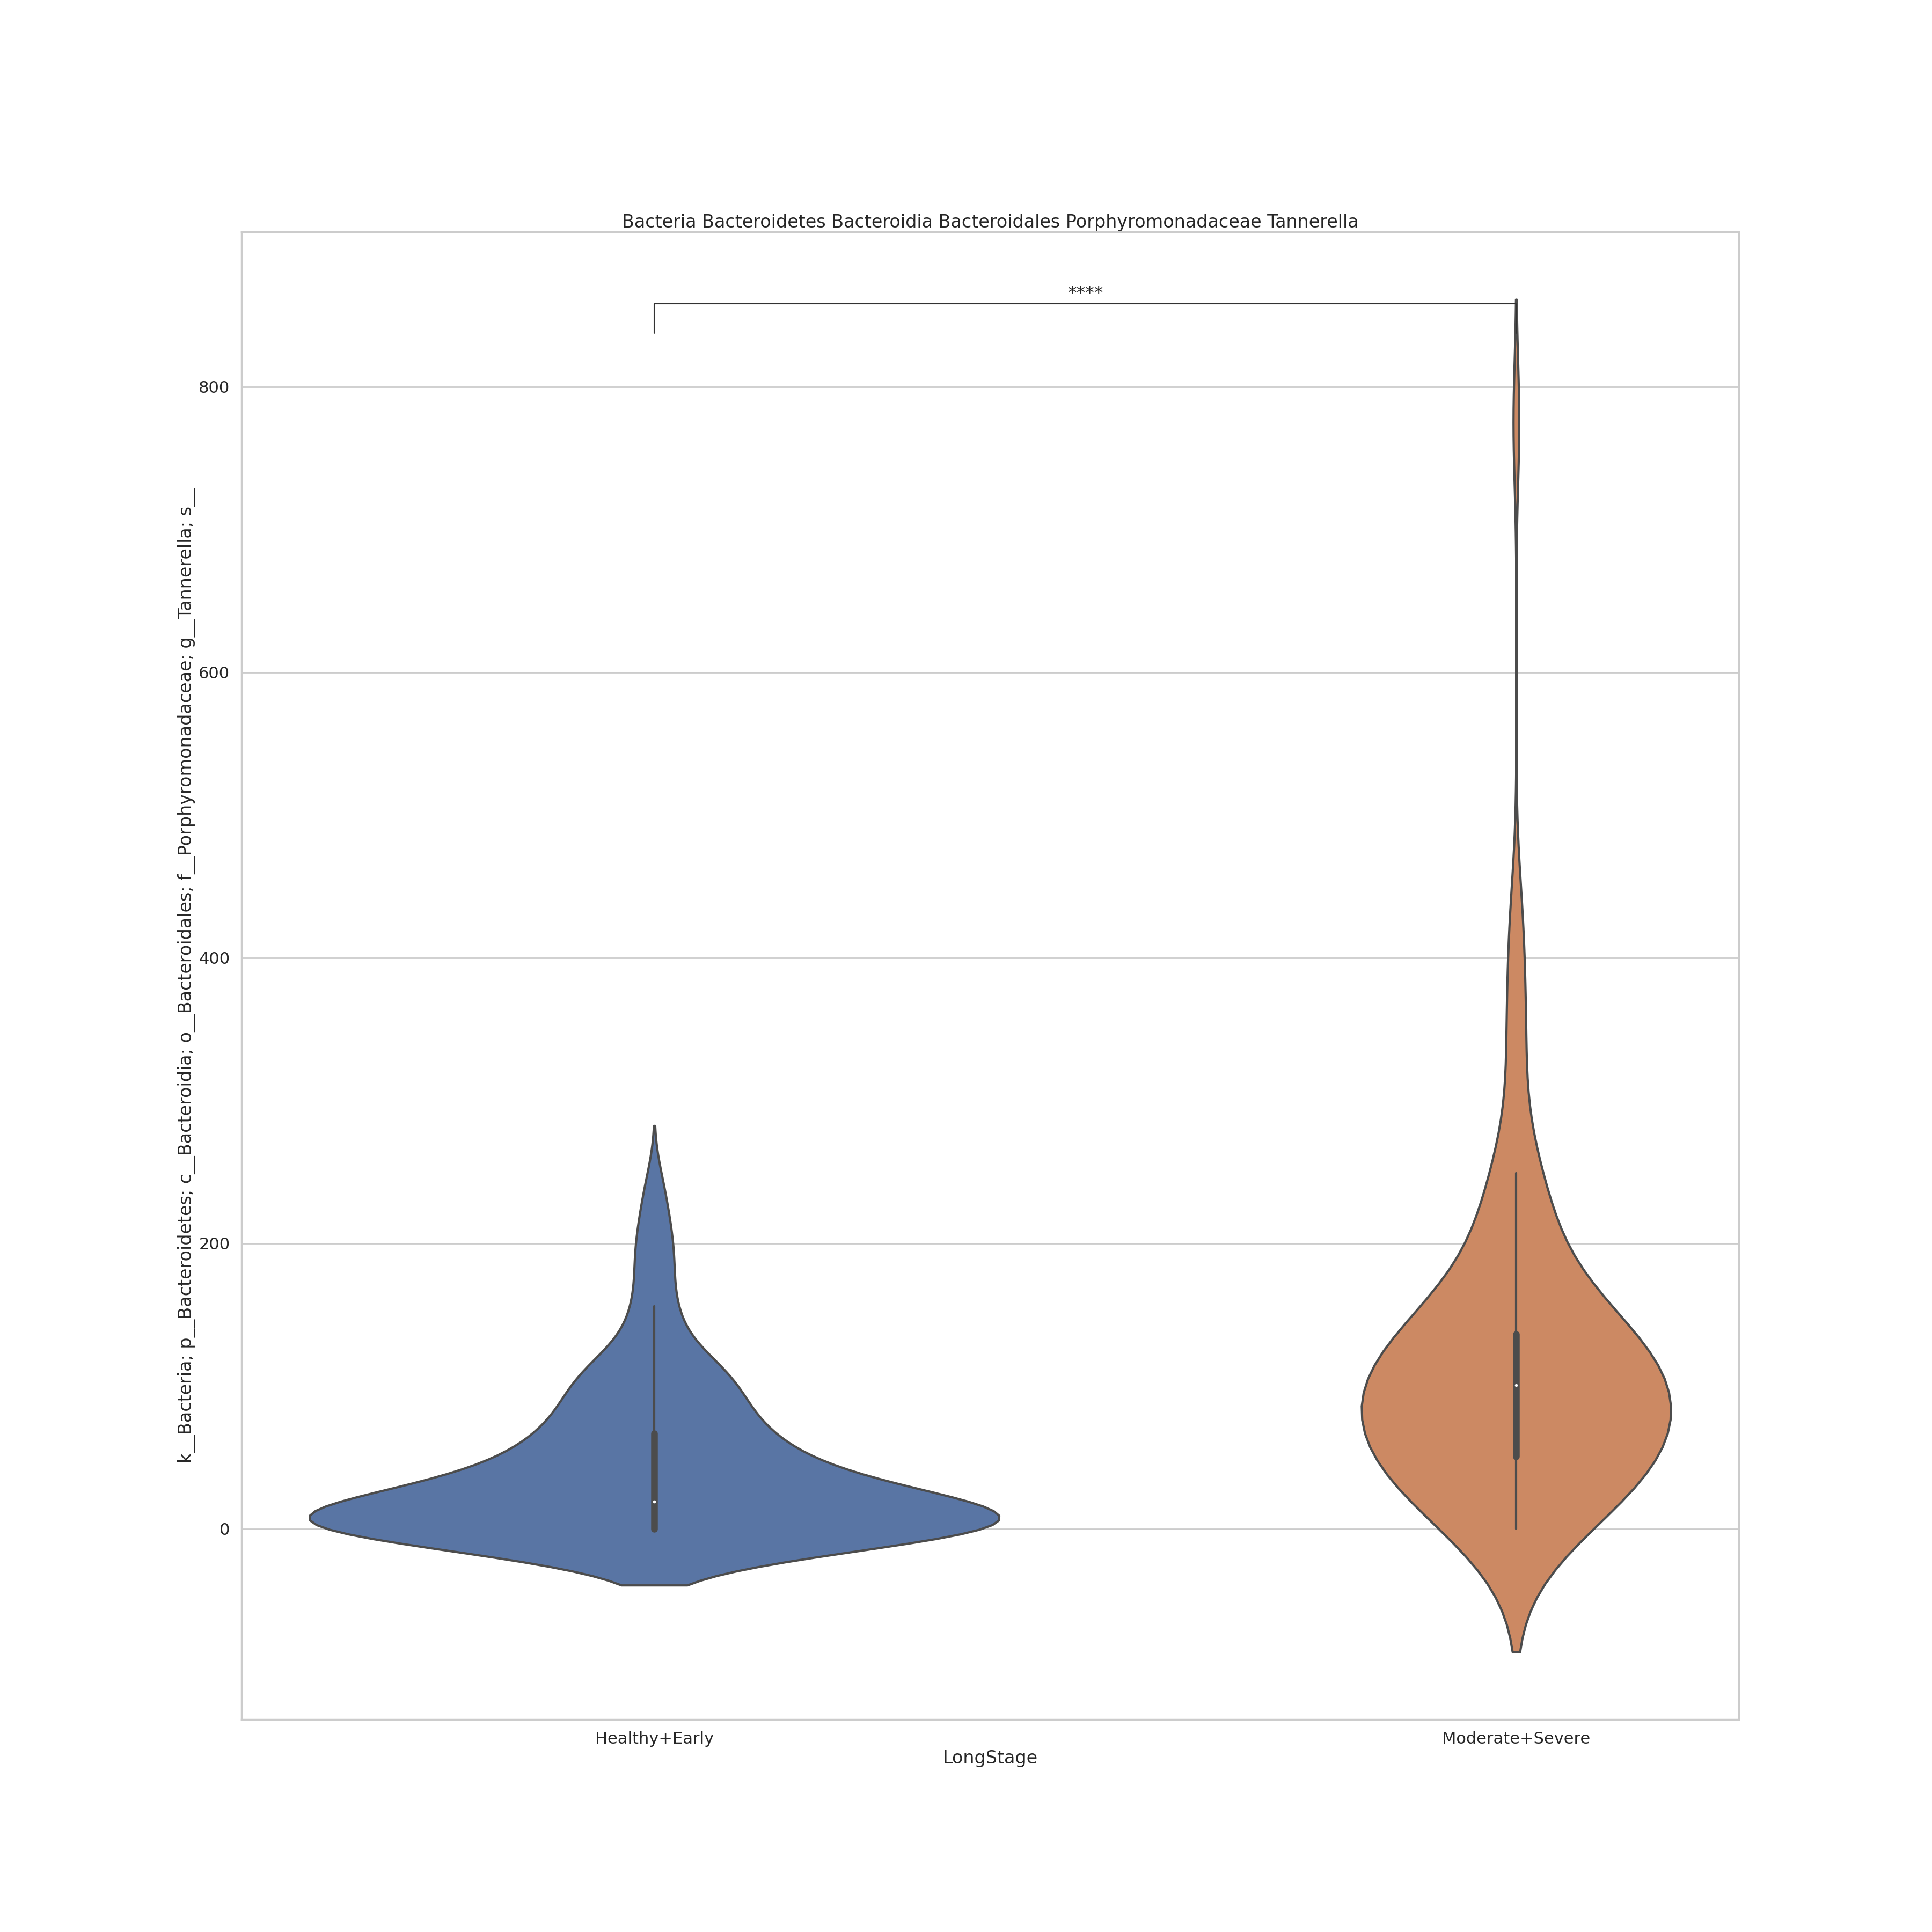 Bacteria Bacteroidetes Bacteroidia Bacteroidales Porphyromonadaceae Tannerella
****
800
600
400
200
0
k__Bacteria; p__Bacteroidetes; c__Bacteroidia; o__Bacteroidales; f__Porphyromonadaceae; g__Tannerella; s__
Healthy+Early
Moderate+Severe
LongStage